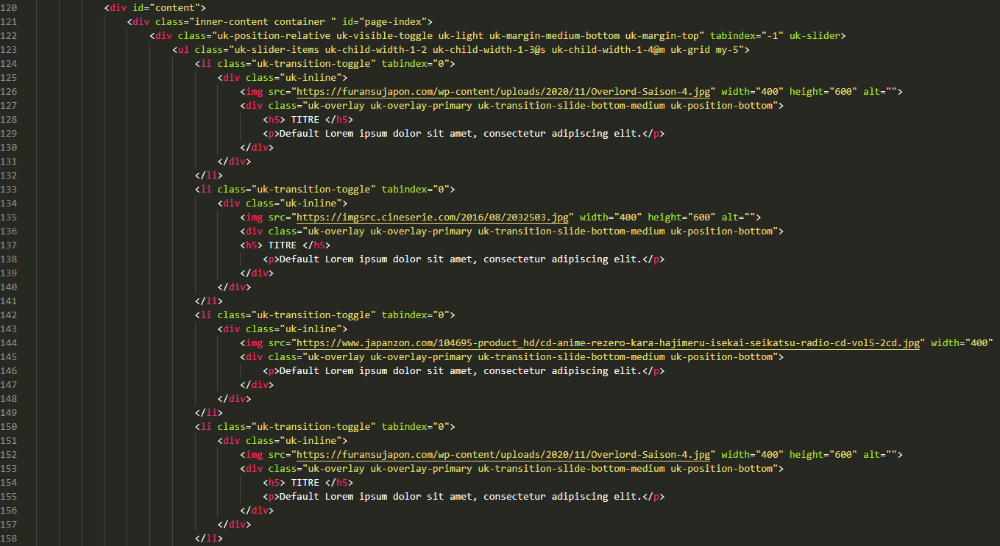 120 <div id="content">
121 <div class="inner-content container " id="page-index">
122 <div class="uk-position-relative uk-visible-toggle uk-light uk-margin-medium-bottom uk-margin-top" tabindex="-1" uk-slider>
123 <ul class="uk-slider-items uk-child-width-1-2 uk-child-width-1-3@s uk-child-width-1-4@m uk-grid my-5">
124 <li class="uk-transition-toggle" tabindex="0">
125 <div class="uk-inline">
126 <img src="https://furansujapon.com/wp-content/uploads/2020/11/Overlord-Saison-4.jpg" width="400" height="600" alt="">
127 <div class="uk-overlay uk-overlay-primary uk-transition-slide-bottom-medium uk-position-bottom">
128 <h5> TITRE </h5>
129 <p>Default Lorem ipsum dolor sit amet, consectetur adipiscing elit.</p>
130 </div>
131 </div>
132 </li>
133 <li class="uk-transition-toggle" tabindex="0">
134 <div class="uk-inline">
135 <img src="https://imgsrc.cineserie.com/2016/08/2032503.jpg" width="400" height="600" alt="">
136 <div class="uk-overlay uk-overlay-primary uk-transition-slide-bottom-medium uk-position-bottom">
137 <h5> TITRE </h5>
138 <p>Default Lorem ipsum dolor sit amet, consectetur adipiscing elit.</p>
139 </div>
140 </div>
141 </li>
142 <li class="uk-transition-toggle" tabindex="0">
143 <div class="uk-inline">
144 <img src="https://www.japanzon.com/104695-product_hd/cd-anime-rezero-kara-hajimeru-isekai-seikatsu-radio-cd-vol5-2cd.jpg" width="400"
145 <div class="uk-overlay uk-overlay-primary uk-transition-slide-bottom-medium uk-position-bottom">
146 <p>Default Lorem ipsum dolor sit amet, consectetur adipiscing elit.</p>
147 </div>
148 </div>
149 </li>
150 <li class="uk-transition-toggle" tabindex="0">
151 <div class="uk-inline">
152 <img src="https://furansujapon.com/wp-content/uploads/2020/11/Overlord-Saison-4.jpg" width="400" height="600" alt="">
153 <div class="uk-overlay uk-overlay-primary uk-transition-slide-bottom-medium uk-position-bottom">
154 <h5> TITRE </h5>
155 <p>Default Lorem ipsum dolor sit amet, consectetur adipiscing elit.</p>
156 </div>
157 </div>
158 </li>